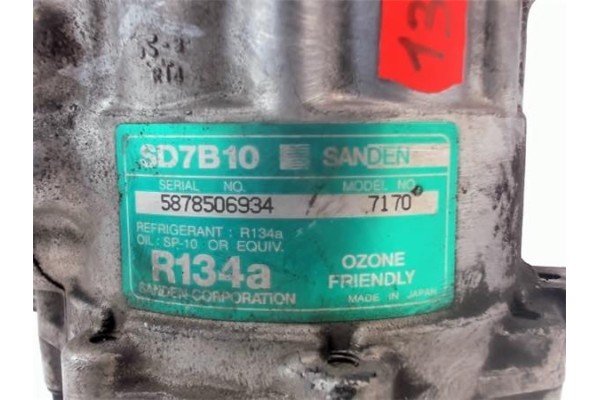 13
SD7B10 SANDEN
SERIAL NO. MODEL NO.
5878506934 7170
REFRIGERANT : R134a
OIL : SP-10 OR EQUIV.
R134a
SANDEN CORPORATION
OZONE
FRIENDLY
MADE IN JAPAN